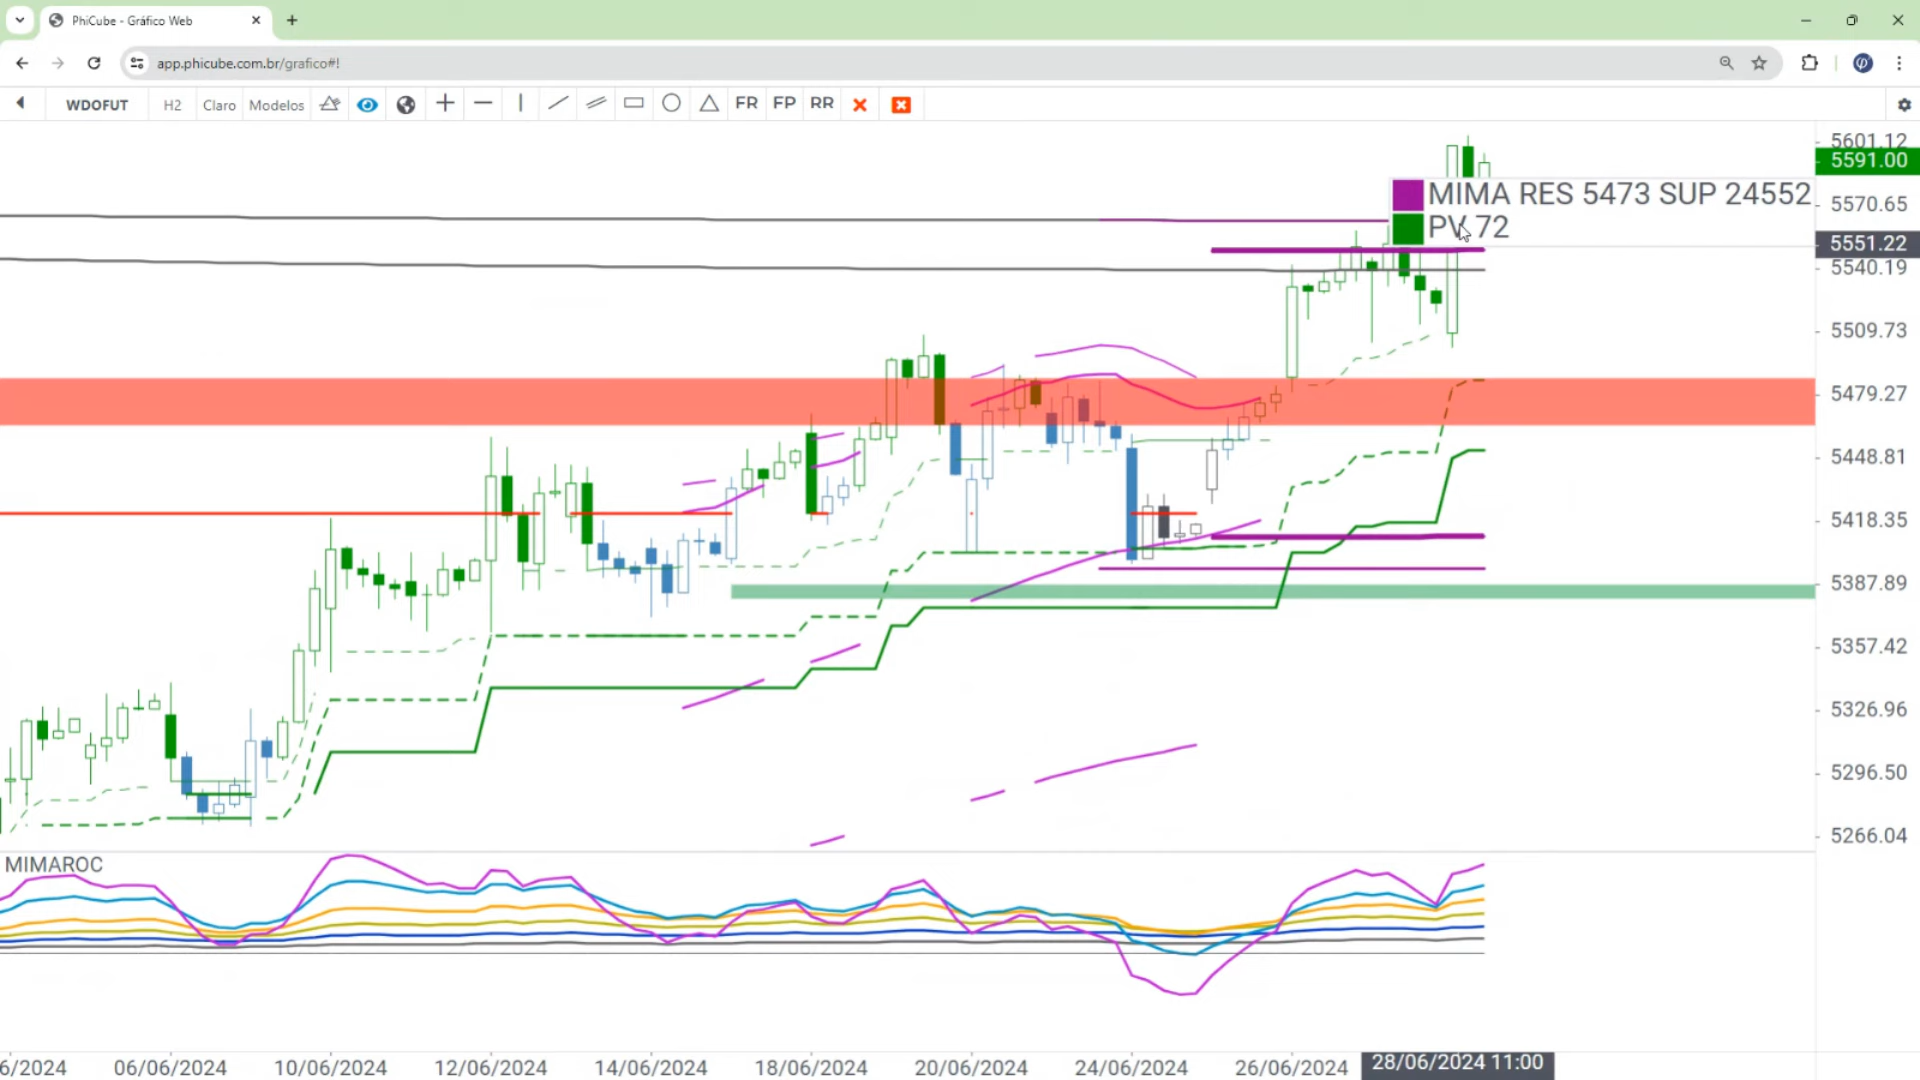 PhiCube - Gráfico Web
app.phicube.com.br/grafico#!
WDOFUT H2 Claro Modelos FR FP RR
5601.12
5591.00
MIMA RES 5473 SUP 24552
PV 72
5570.65
5551.22
5540.19
5509.73
5479.27
5448.81
5418.35
5387.89
5357.42
5326.96
5296.50
5266.04
MIMAROC
6/2024 06/06/2024 10/06/2024 12/06/2024 14/06/2024 18/06/2024 20/06/2024 24/06/2024 26/06/2024 28/06/2024 11:00